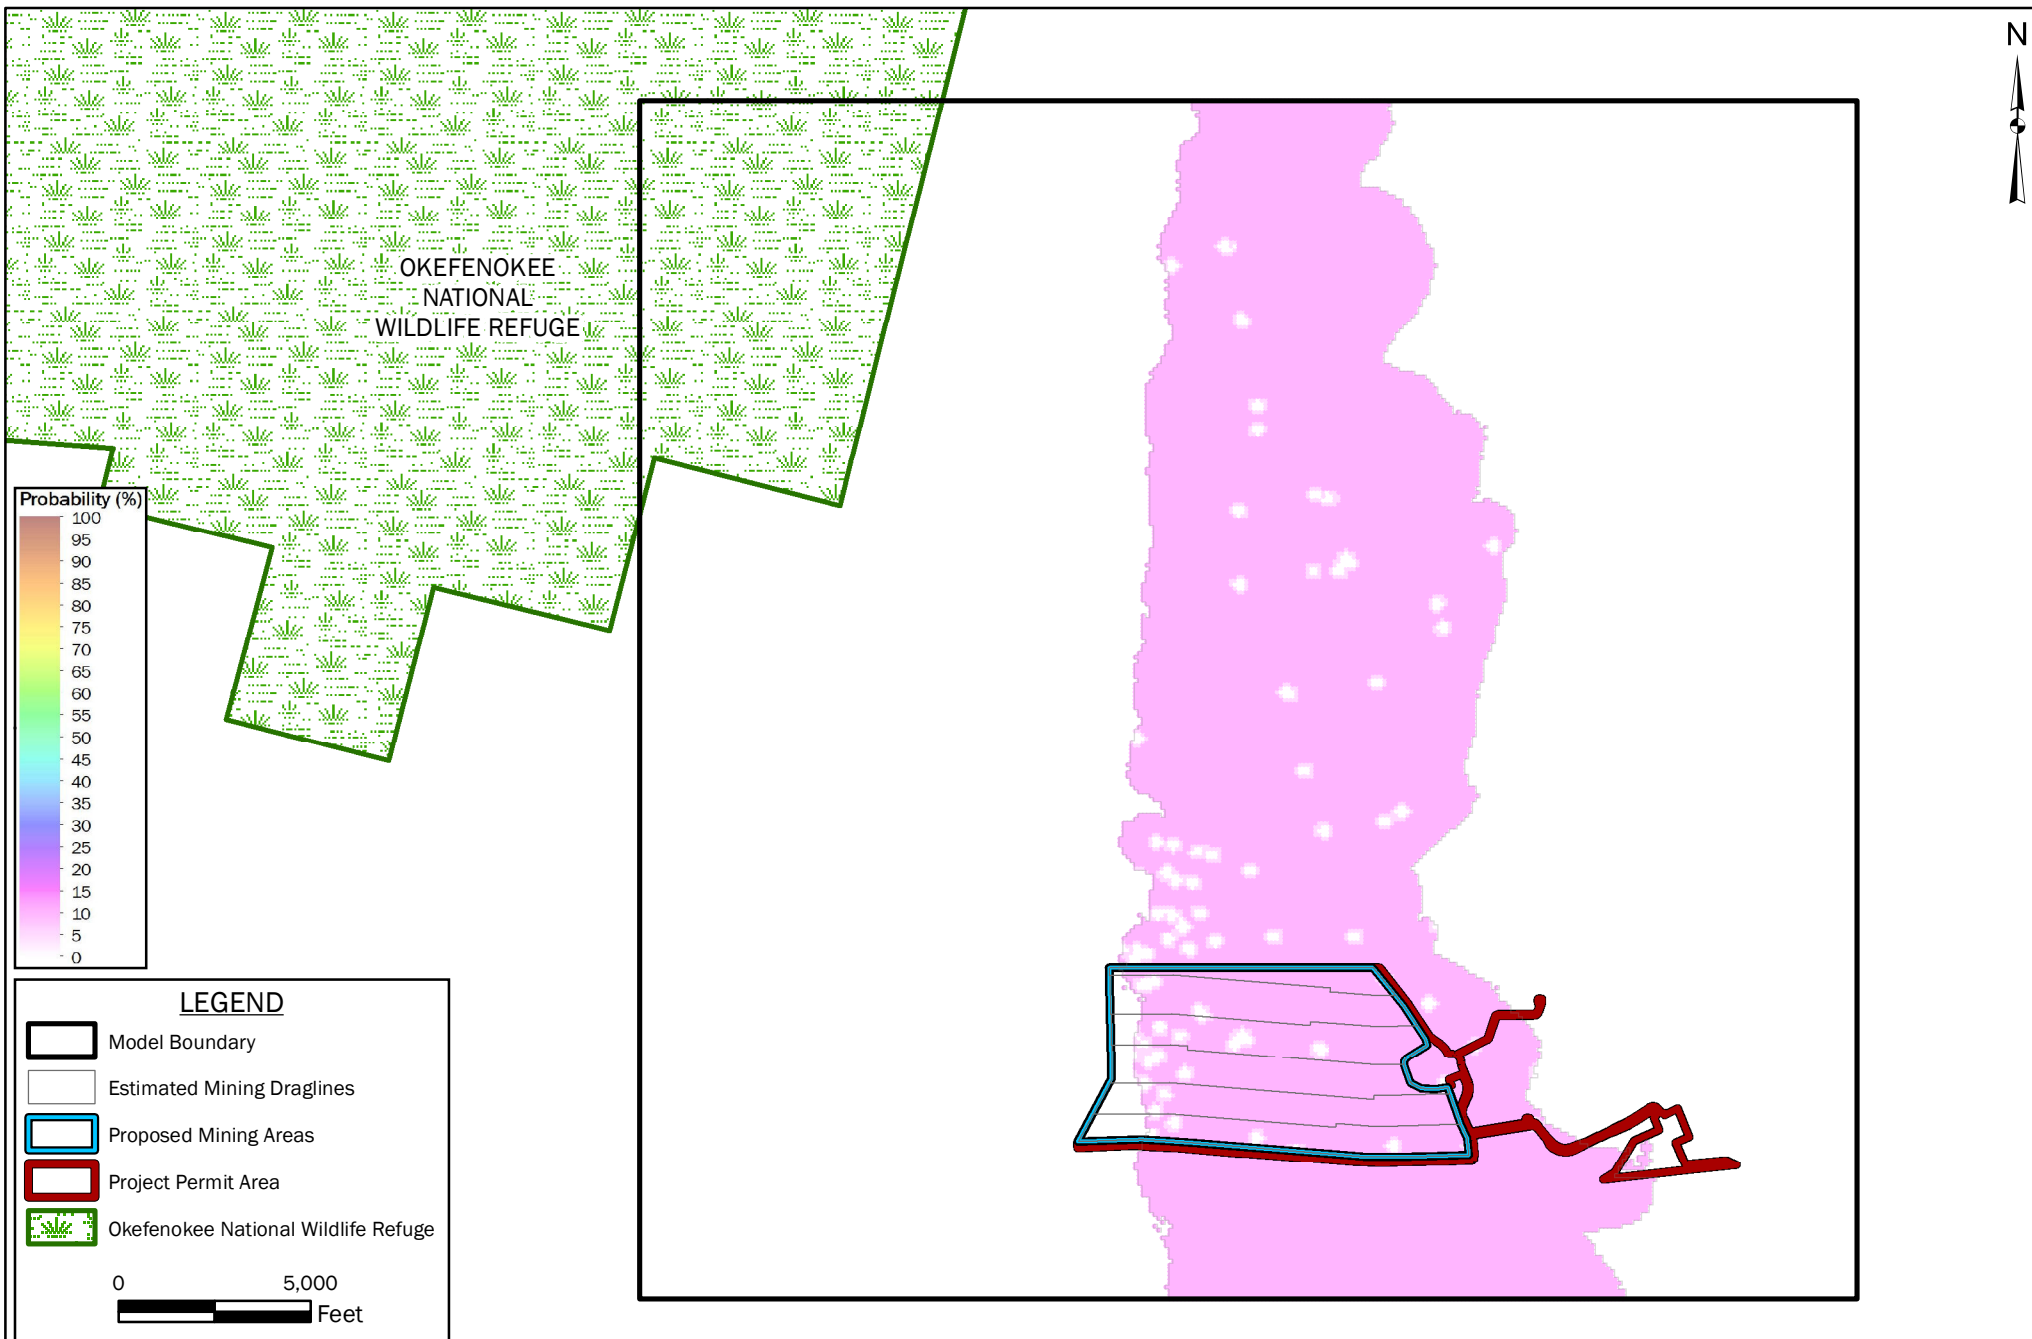 N
OKEFENOKEE
NATIONAL
WILDLIFE REFUGE
Probability (%)
100
95
90
85
80
75
70
65
60
55
50
45
40
35
30
25
20
15
10
5
0
LEGEND
Model Boundary
Estimated Mining Draglines
Proposed Mining Areas
Project Permit Area
Okefenokee National Wildlife Refuge
0 5,000
Feet